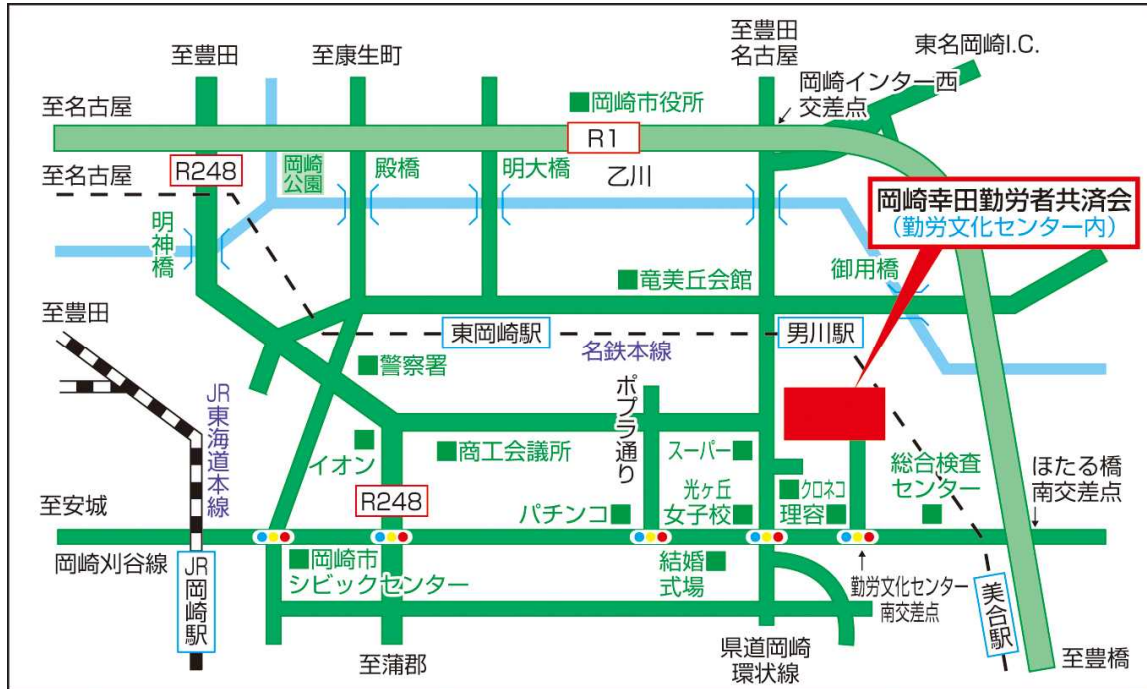 至豊田
至康生町
至豊田
名古屋
東名岡崎I.C.
岡崎インター西
交差点
至名古屋
■岡崎市役所
R1
至名古屋
R248
岡崎
公園
殿橋
明大橋
乙川
岡崎幸田勤労者共済会
(勤労文化センター内)
明神橋
■竜美丘会館
御用橋
至豊田
東岡崎駅
名鉄本線
男川駅
■警察署
ポプラ通り
JR東海道本線
イオン
■商工会議所
スーパー■
総合検査
センター
ほたる橋
南交差点
R248
光ヶ丘
女子校■
■クロネコ
理容■
至安城
パチンコ■
岡崎刈谷線
JR岡崎駅
■岡崎市
シビックセンター
結婚■
式場
勤労文化センター
南交差点
美合駅
至蒲郡
県道岡崎
環状線
至豊橋